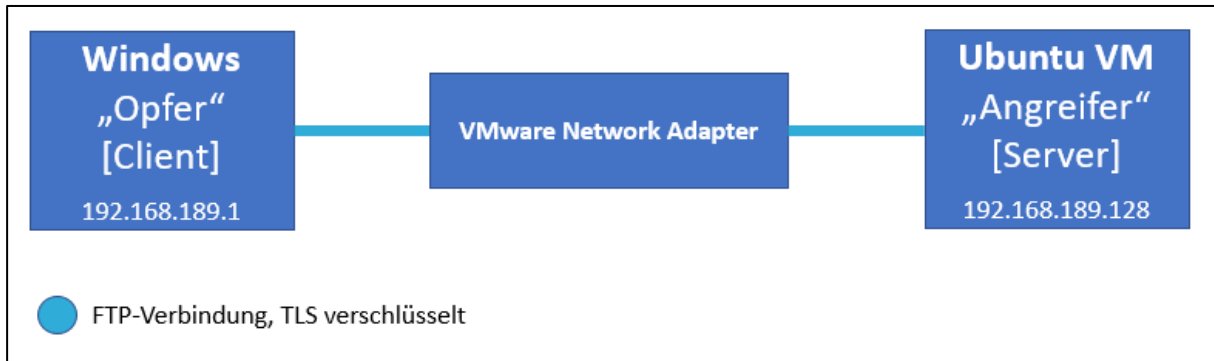 Windows
„Opfer“
[Client]
192.168.189.1
VMware Network Adapter
Ubuntu VM
„Angreifer“
[Server]
192.168.189.128
FTP-Verbindung, TLS verschlüsselt